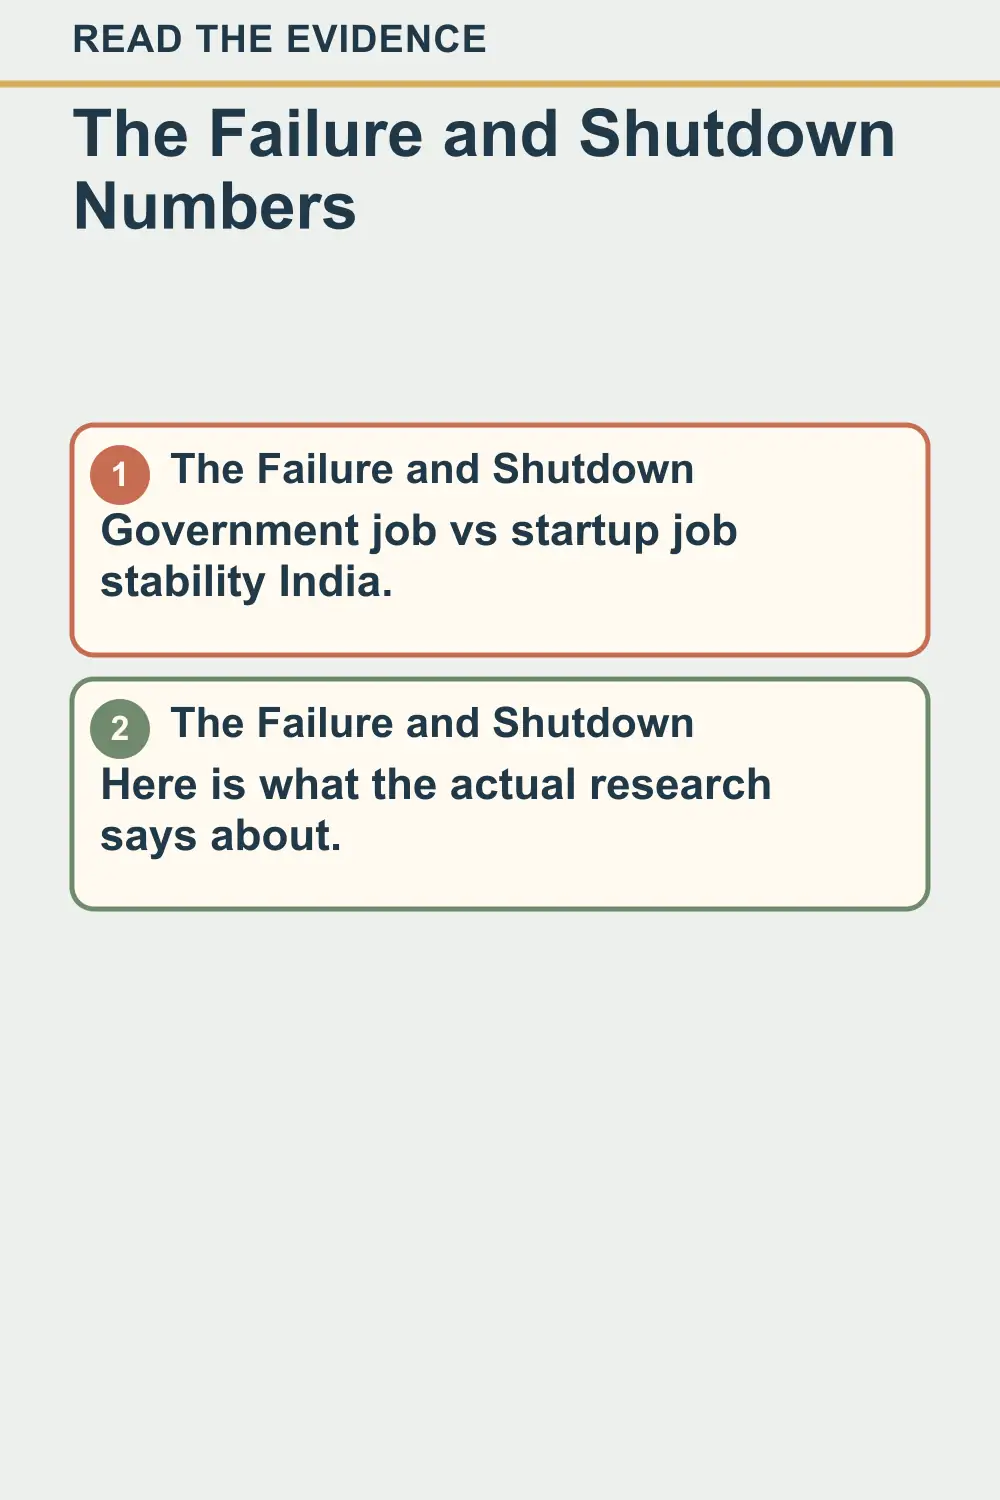 READ THE EVIDENCE
The Failure and Shutdown
Numbers
1 The Failure and Shutdown
Government job vs startup job
stability India.
2 The Failure and Shutdown
Here is what the actual research
says about.